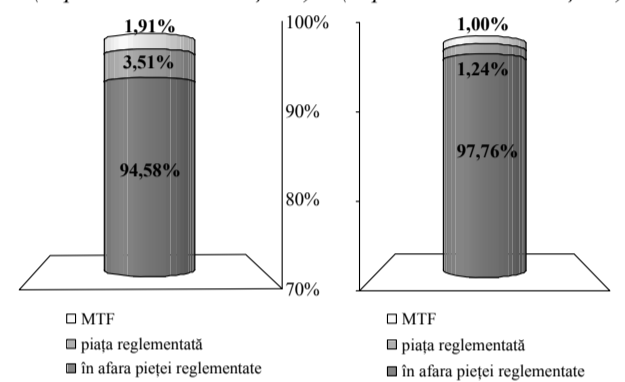 1,91%
3,51%
94,58%
100%
90%
80%
70%
1,00%
1,24%
97,76%
MTF
piața reglementată
în afara pieței reglementate
MTF
piața reglementată
în afara pieței reglementate